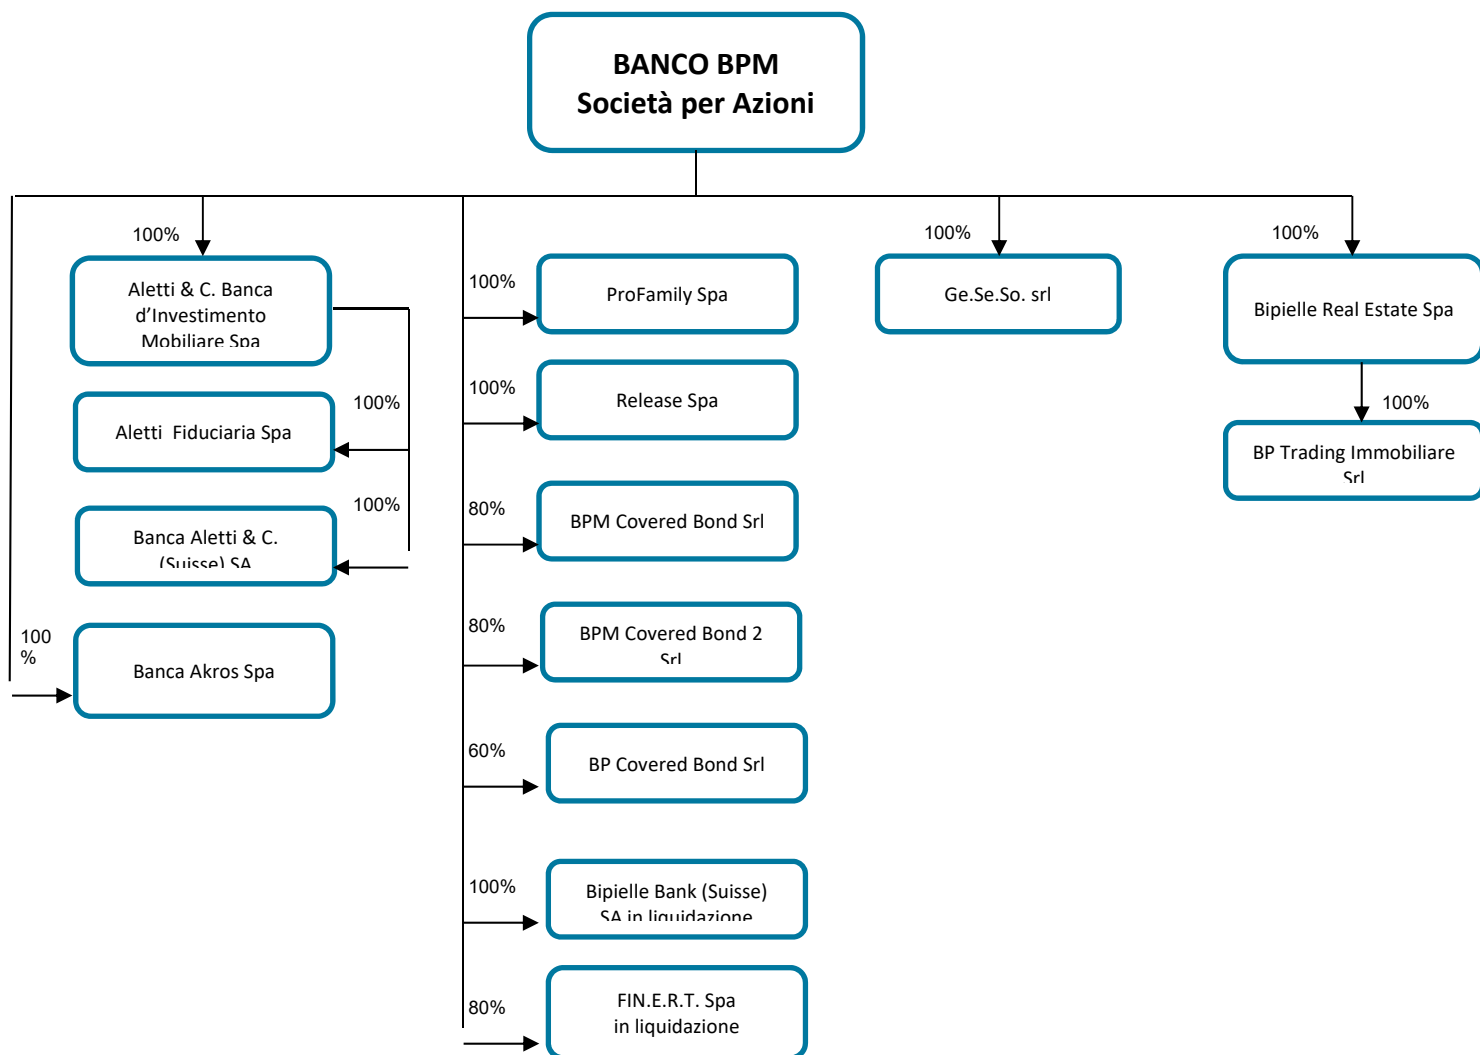 BANCO BPM
Società per Azioni
100%
Aletti & C. Banca
d’Investimento
Mobiliare Spa
100%
Aletti Fiduciaria Spa
100%
Banca Aletti & C.
(Suisse) SA
100
%
Banca Akros Spa
100%
ProFamily Spa
100%
Release Spa
80%
BPM Covered Bond Srl
80%
BPM Covered Bond 2
Srl
60%
BP Covered Bond Srl
100%
Bipielle Bank (Suisse)
SA in liquidazione
80%
FIN.E.R.T. Spa
in liquidazione
100%
Ge.Se.So. srl
100%
Bipielle Real Estate Spa
100%
BP Trading Immobiliare
Srl